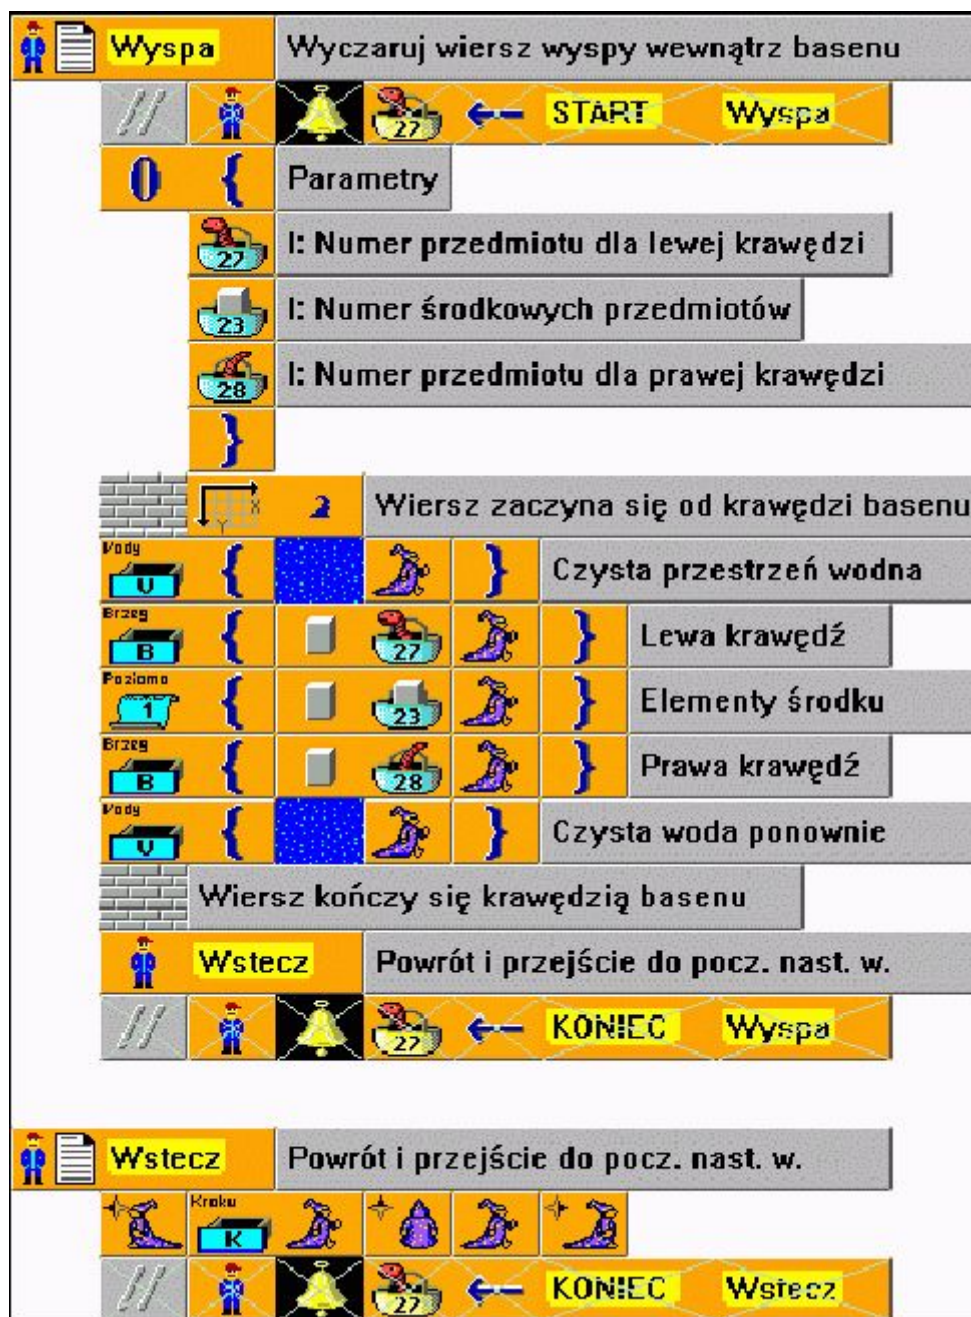 Wyspa Wyczaruj wiersz wyspy wewnątrz basenu
// 27 START Wyspa
0 { Parametry
27 I: Numer przedmiotu dla lewej krawędzi
23 I: Numer środkowych przedmiotów
28 I: Numer przedmiotu dla prawej krawędzi
}
2 Wiersz zaczyna się od krawędzi basenu
Wody V { } Czysta przestrzeń wodna
Brzeg B { 27 } Lewa krawędź
Poziomo 1 { 23 } Elementy środku
Brzeg B { 28 } Prawa krawędź
Wody V { } Czysta woda ponownie
Wiersz kończy się krawędzią basenu
Wstecz Powrót i przejście do pocz. nast. w.
// 27 KONIEC Wyspa
Wstecz Powrót i przejście do pocz. nast. w.
Kroku K
// 27 KONIEC Wstecz